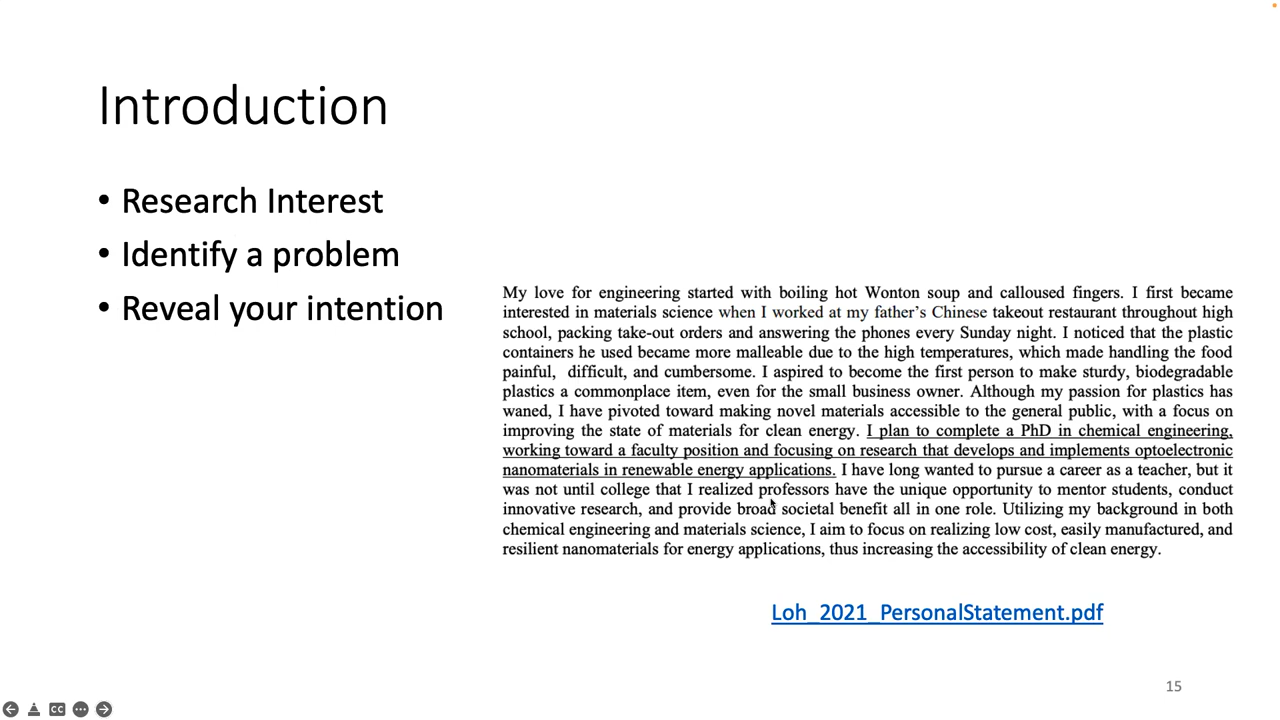 Introduction
• Research Interest
• Identify a problem
• Reveal your intention
My love for engineering started with boiling hot Wonton soup and calloused fingers. I first became
interested in materials science when I worked at my father's Chinese takeout restaurant throughout high
school, packing take-out orders and answering the phones every Sunday night. I noticed that the plastic
containers he used became more malleable due to the high temperatures, which made handling the food
painful, difficult, and cumbersome. I aspired to become the first person to make sturdy, biodegradable
plastics a commonplace item, even for the small business owner. Although my passion for plastics has
waned, I have pivoted toward making novel materials accessible to the general public, with a focus on
improving the state of materials for clean energy. I plan to complete a PhD in chemical engineering,
working toward a faculty position and focusing on research that develops and implements optoelectronic
nanomaterials in renewable energy applications. I have long wanted to pursue a career as a teacher, but it
was not until college that I realized professors have the unique opportunity to mentor students, conduct
innovative research, and provide broad societal benefit all in one role. Utilizing my background in both
chemical engineering and materials science, I aim to focus on realizing low cost, easily manufactured, and
resilient nanomaterials for energy applications, thus increasing the accessibility of clean energy.
Loh_2021_PersonalStatement.pdf
15
CC